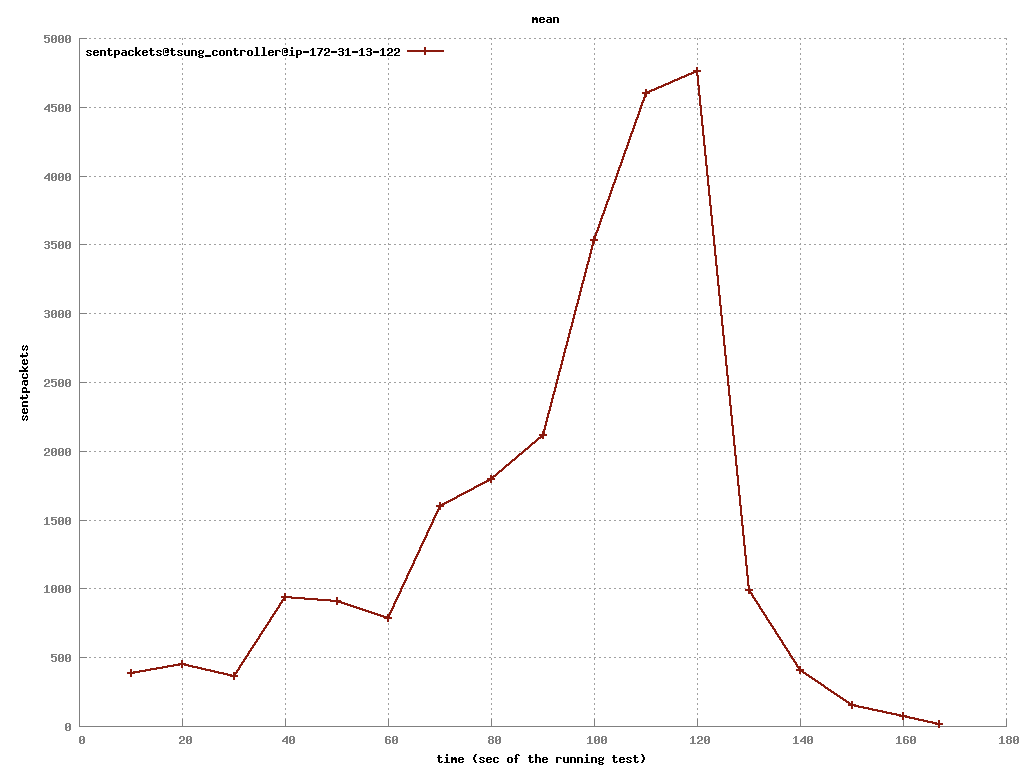 mean
sentpackets@tsung_controller@ip-172-31-13-122
5000
4500
4000
3500
3000
2500
2000
1500
1000
500
0
sentpackets
0 20 40 60 80 100 120 140 160 180
time (sec of the running test)